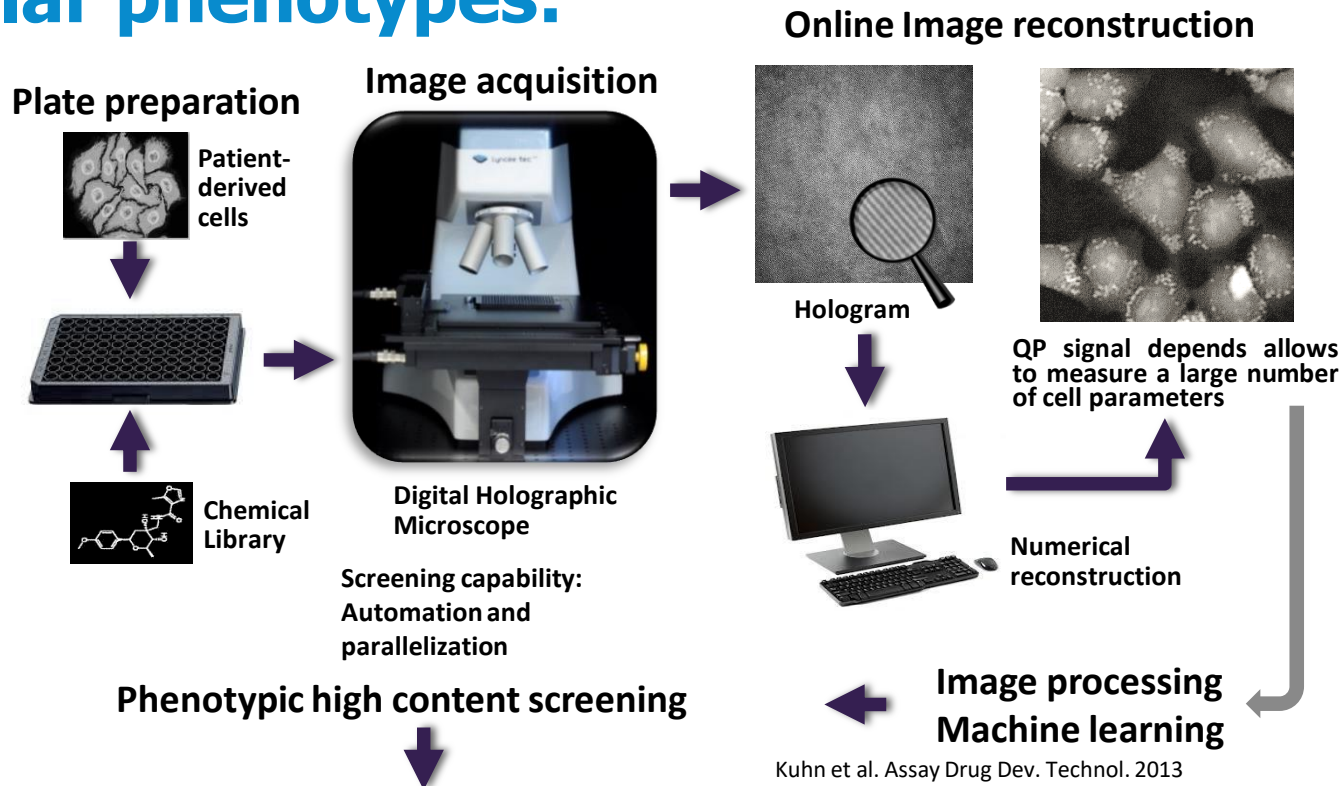 lar phenotypes.
Online Image reconstruction
Image acquisition
Plate preparation
Patient-
derived
cells
Chemical
Library
Digital Holographic
Microscope
Screening capability:
Automation and
parallelization
Hologram
QP signal depends allows
to measure a large number
of cell parameters
Numerical
reconstruction
Image processing
Machine learning
Phenotypic high content screening
Kuhn et al. Assay Drug Dev. Technol. 2013